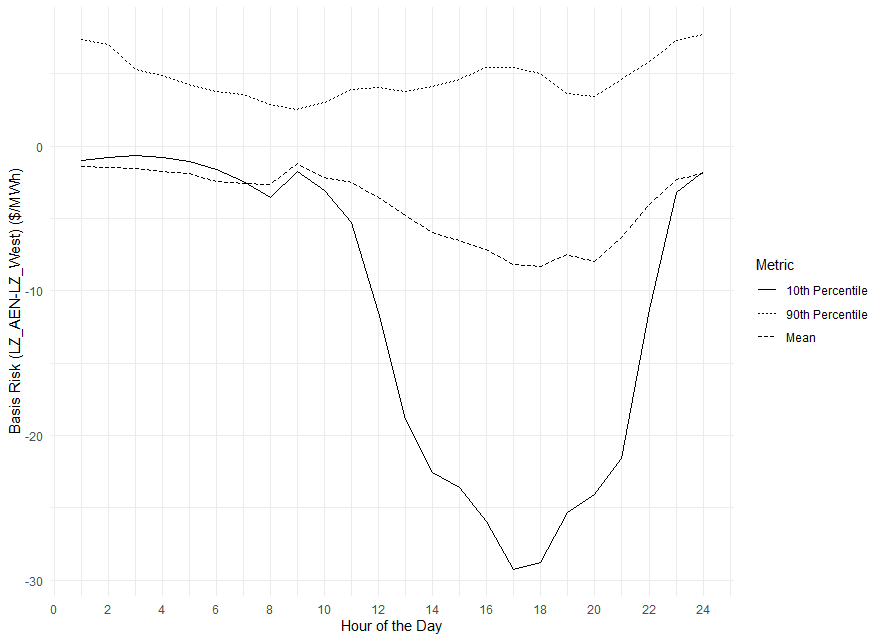 0
-10
-20
-30
Basis Risk (LZ_AEN-LZ_West) ($/MWh)
0 2 4 6 8 10 12 14 16 18 20 22 24
Hour of the Day
Metric
10th Percentile
90th Percentile
Mean